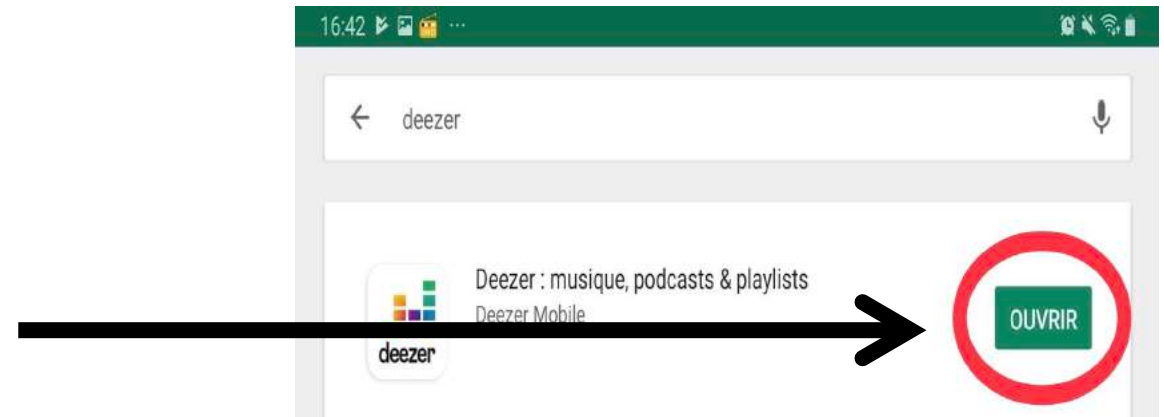 16:42
deezer
Deezer : musique, podcasts & playlists
Deezer Mobile
OUVRIR
deezer